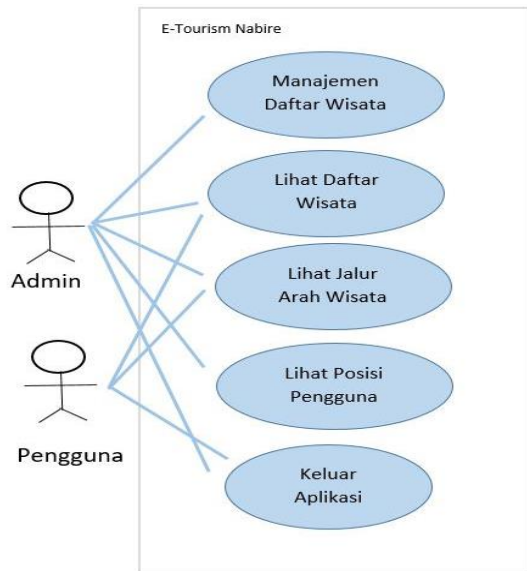 E-Tourism Nabire
Manajemen
Daftar Wisata
Lihat Daftar
Wisata
Admin
Lihat Jalur
Arah Wisata
Lihat Posisi
Pengguna
Pengguna
Keluar
Aplikasi